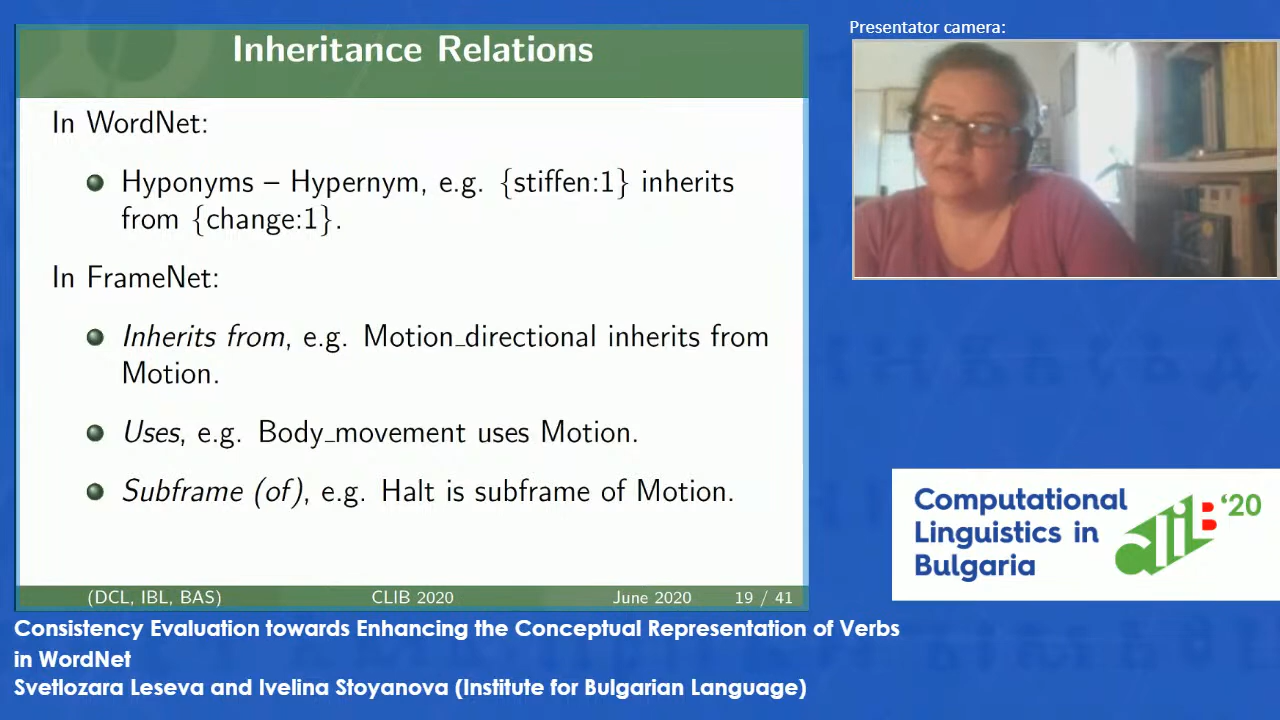 Inheritance Relations
In WordNet:
Hyponyms – Hypernym, e.g. {stiffen:1} inherits
from {change:1}.
In FrameNet:
Inherits from, e.g. Motion_directional inherits from
Motion.
Uses, e.g. Body_movement uses Motion.
Subframe (of), e.g. Halt is subframe of Motion.
(DCL, IBL, BAS) CLIB 2020 June 2020 19 / 41
Presentator camera:
Computational
Linguistics in
Bulgaria
CLIB '20
Consistency Evaluation towards Enhancing the Conceptual Representation of Verbs
in WordNet
Svetlozara Leseva and Ivelina Stoyanova (Institute for Bulgarian Language)